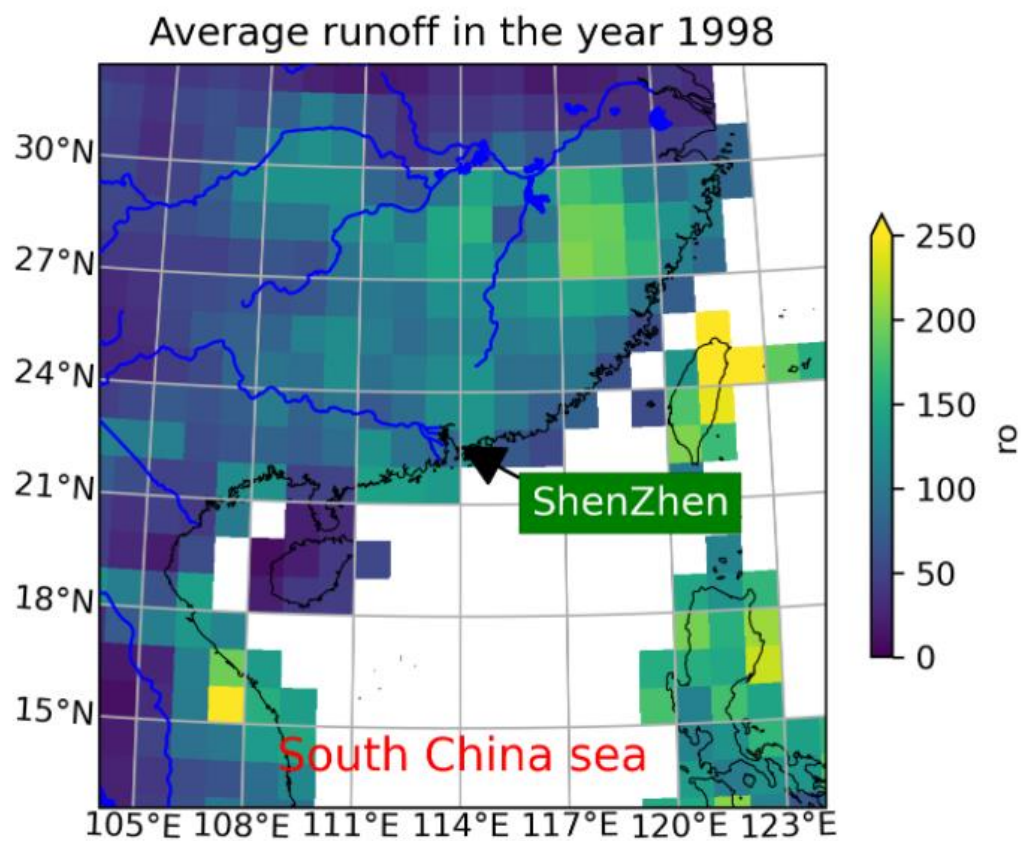 Average runoff in the year 1998
30°N
27°N
24°N
21°N
18°N
15°N
105°E 108°E 111°E 114°E 117°E 120°E 123°E
ShenZhen
South China sea
250
200
150
100
50
0
ro